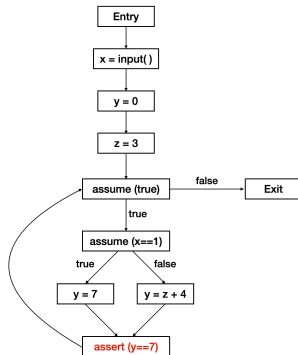 Entry
x = input( )
y = 0
z = 3
assume (true)
false
Exit
true
assume (x==1)
true
false
y = 7
y = z + 4
assert (y==7)